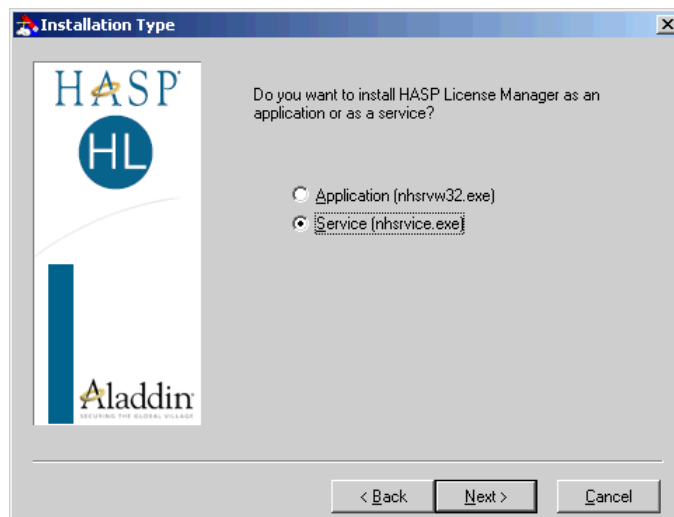 Installation Type
HASP
HL
Aladdin
SECURING THE GLOBAL VILLAGE
Do you want to install HASP License Manager as an
application or as a service?
Application (nhsrvw32.exe)
Service (nhsrvice.exe)
< Back
Next >
Cancel